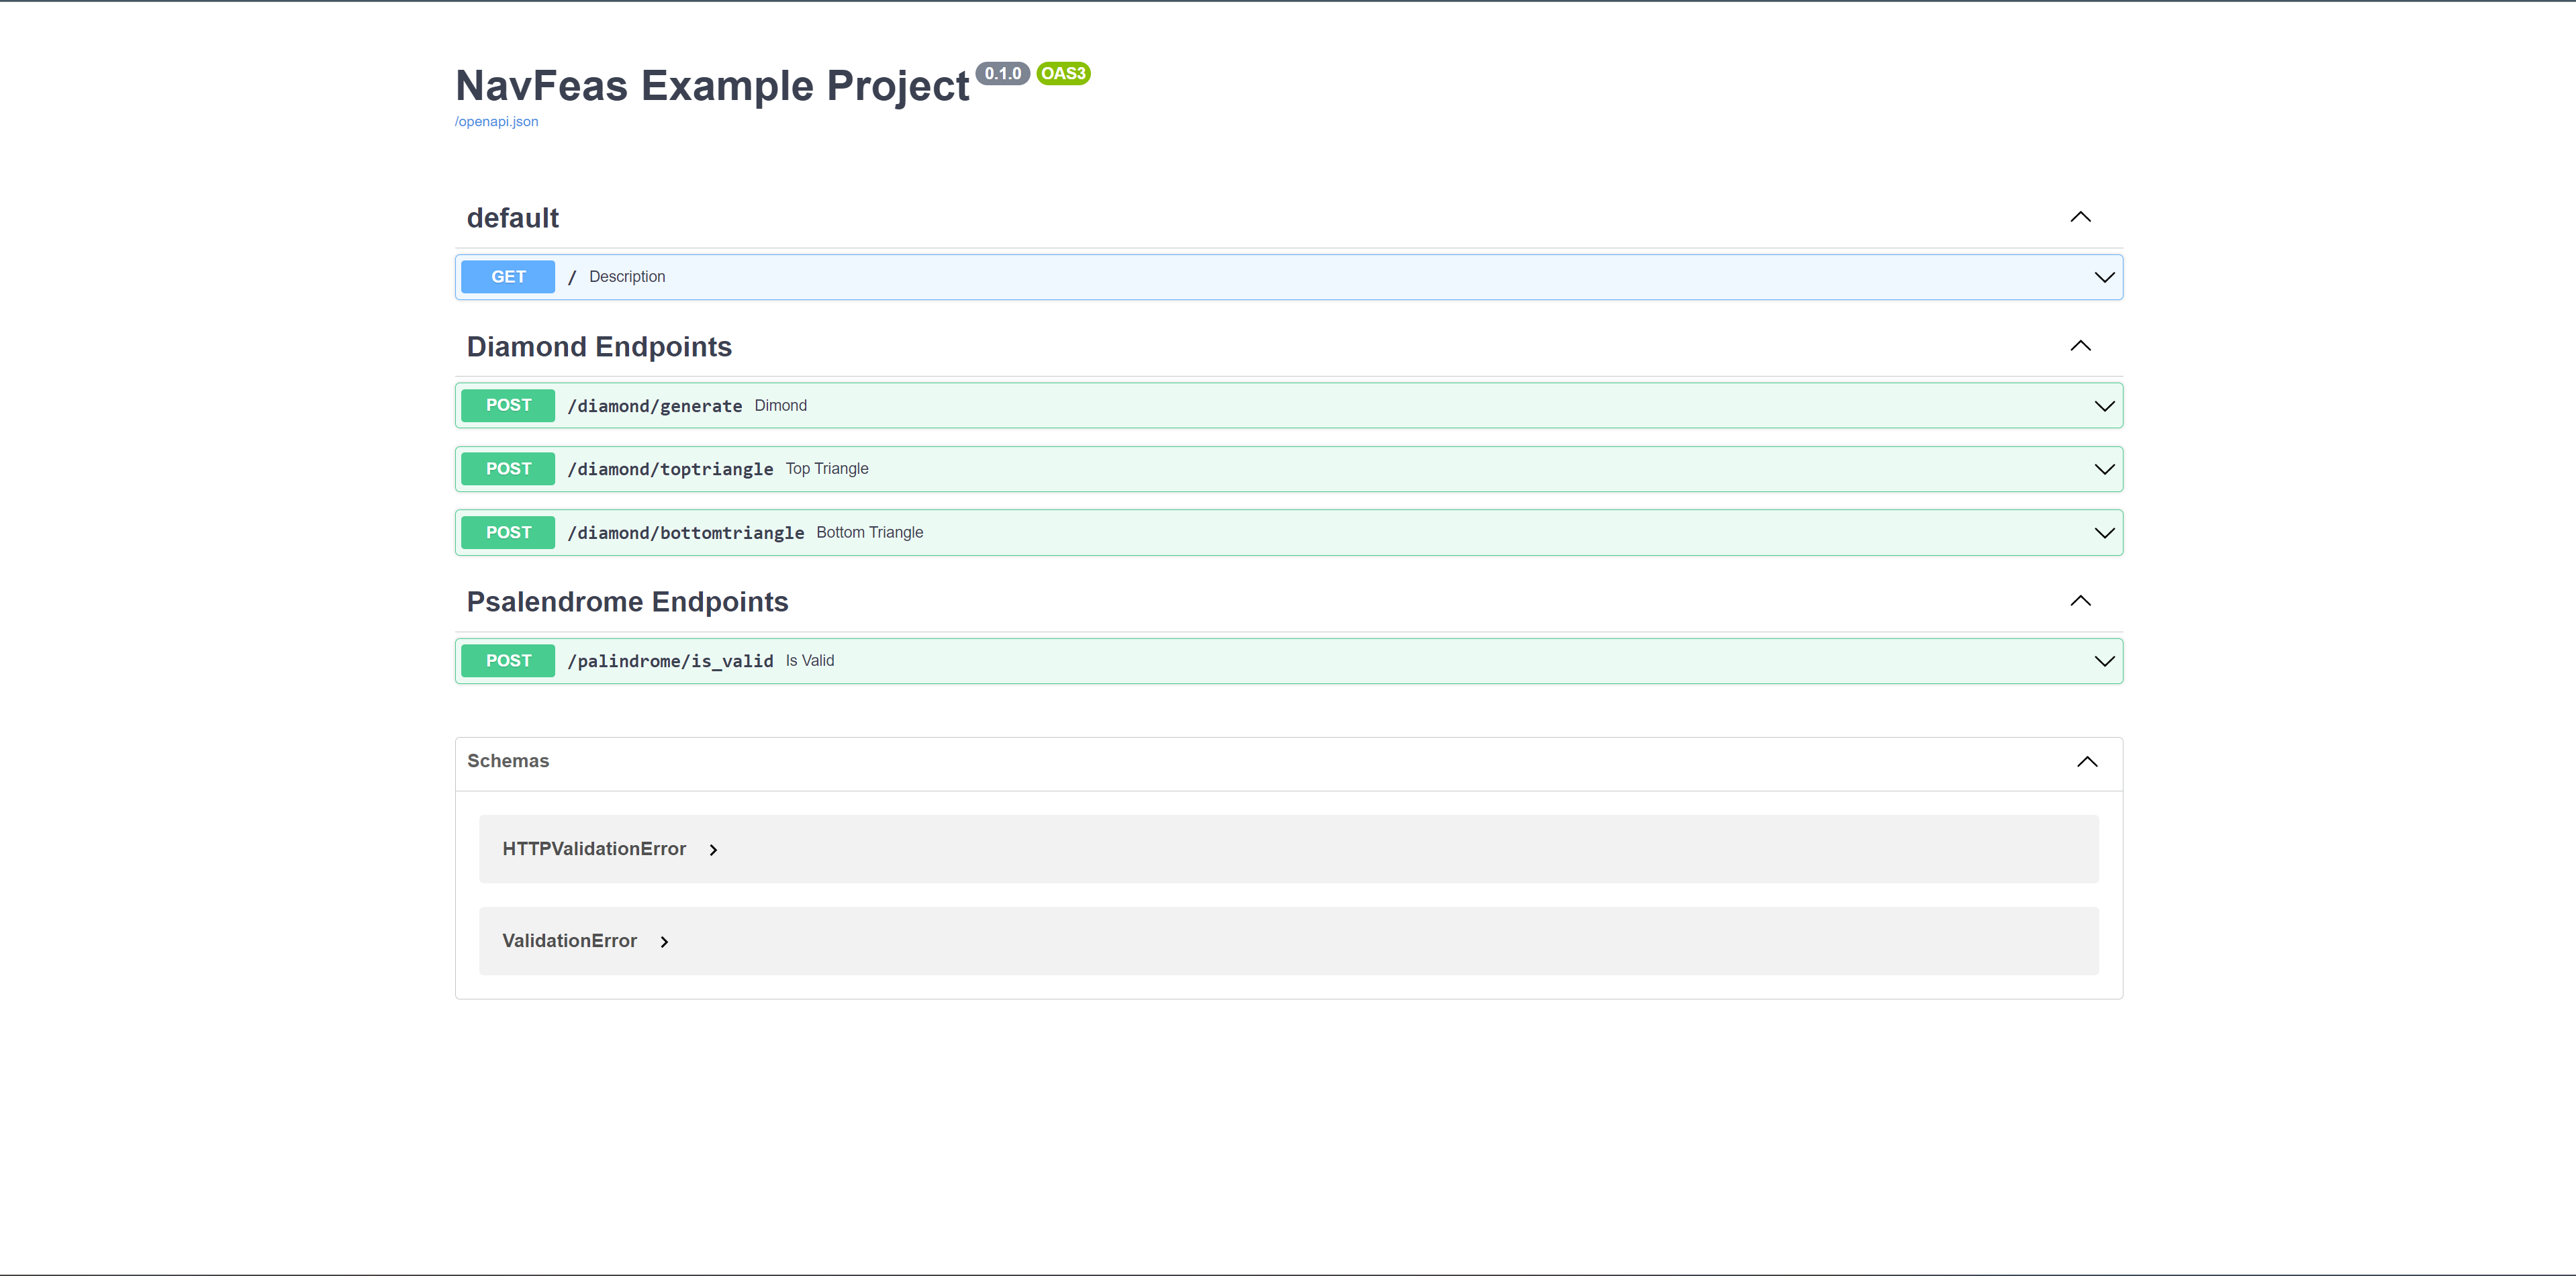 NavFeas Example Project 0.1.0 OAS3
/openapi.json
default
GET / Description
Diamond Endpoints
POST /diamond/generate Dimond
POST /diamond/toptriangle Top Triangle
POST /diamond/bottomtriangle Bottom Triangle
Psalendrome Endpoints
POST /palindrome/is_valid Is Valid
Schemas
HTTPValidationError
ValidationError